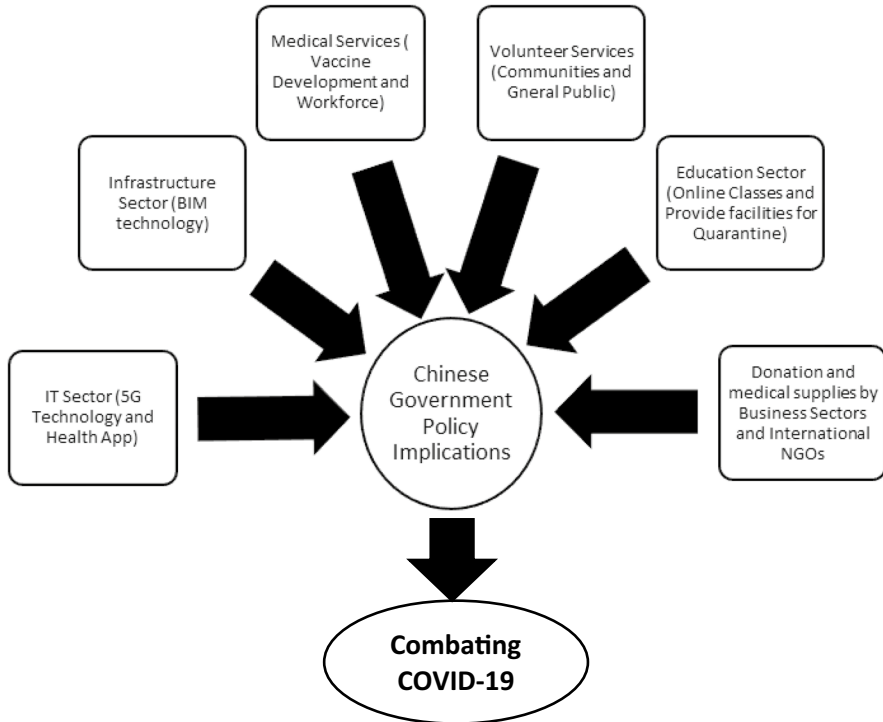 Medical Services (
Vaccine
Development and
Workforce)
Volunteer Services
(Communities and
Gneral Public)
Infrastructure
Sector (BIM
technology)
Education Sector
(Online Classes and
Provide facilities for
Quarantine)
IT Sector (5G
Technology and
Health App)
Chinese
Government
Policy
Implications
Donation and
medical supplies by
Business Sectors
and International
NGOs
Combating
COVID-19